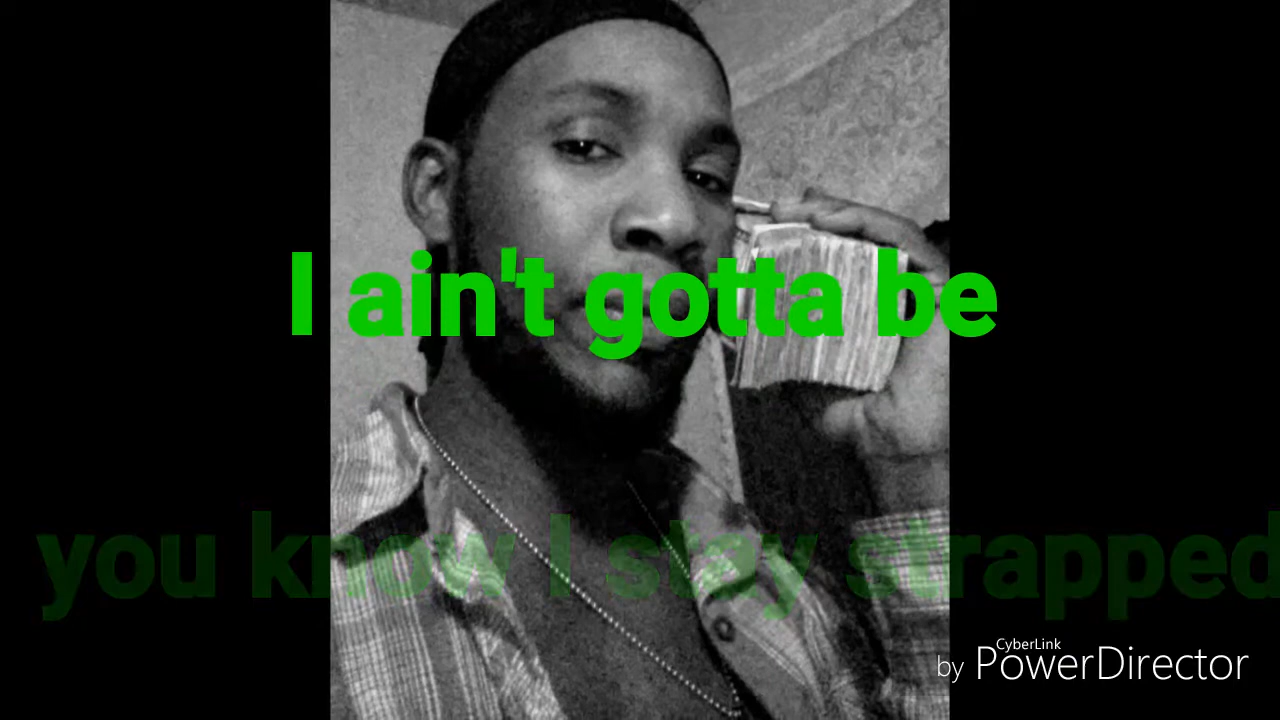 I ain't gotta be
you know I stay strapped
CyberLink
by PowerDirector